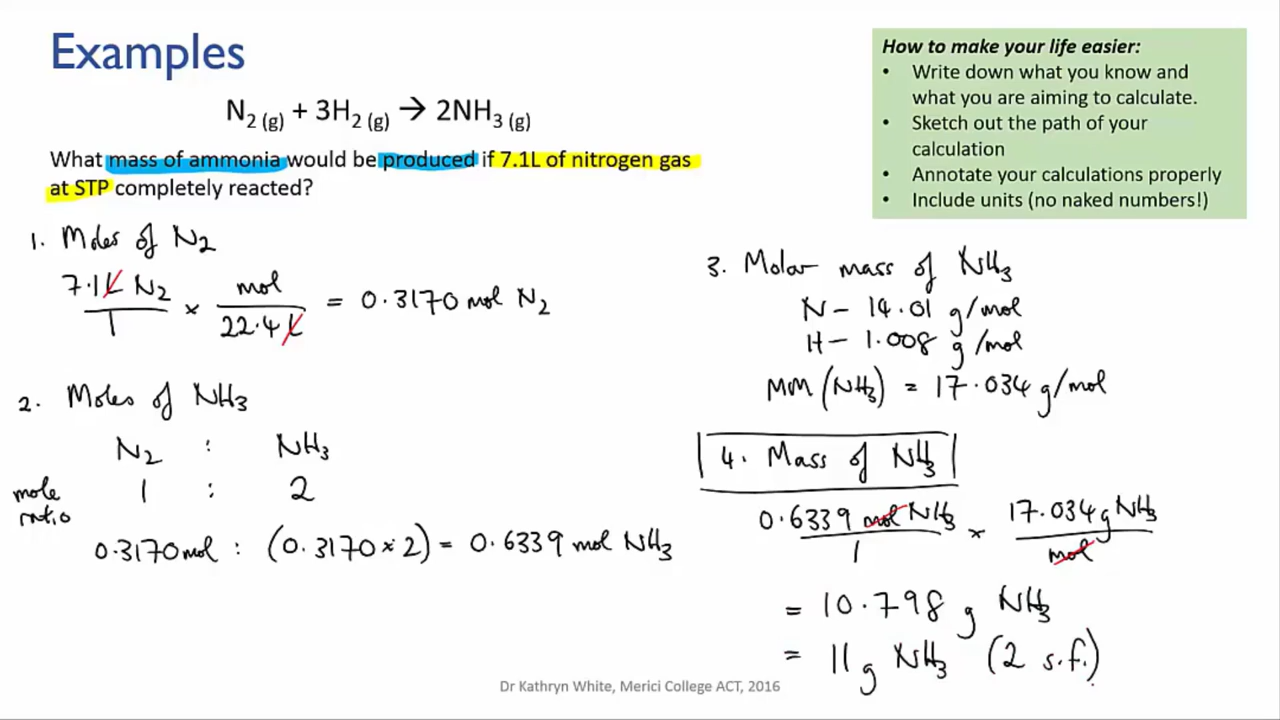 Examples
N2 (g) + 3H2 (g) → 2NH3 (g)
What mass of ammonia would be produced if 7.1L of nitrogen gas
at STP completely reacted?
How to make your life easier:
• Write down what you know and
what you are aiming to calculate.
• Sketch out the path of your
calculation
• Annotate your calculations properly
• Include units (no naked numbers!)
1. Moles of N2
7.1L N2 / 1 × mol / 22.4 L = 0.3170 mol N2
2. Moles of NH3
N2 : NH3
mole ratio 1 : 2
0.3170 mol : (0.3170 × 2) = 0.6339 mol NH3
3. Molar mass of NH3
N – 14.01 g/mol
H – 1.008 g/mol
MM (NH3) = 17.034 g/mol
4. Mass of NH3
0.6339 mol NH3 / 1 × 17.034 g NH3 / mol
= 10.798 g NH3
= 11 g NH3 (2 s.f.)
Dr Kathryn White, Merici College ACT, 2016